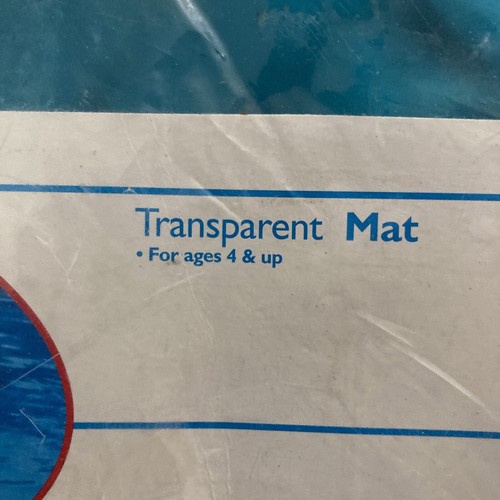 Transparent Mat
• For ages 4 & up